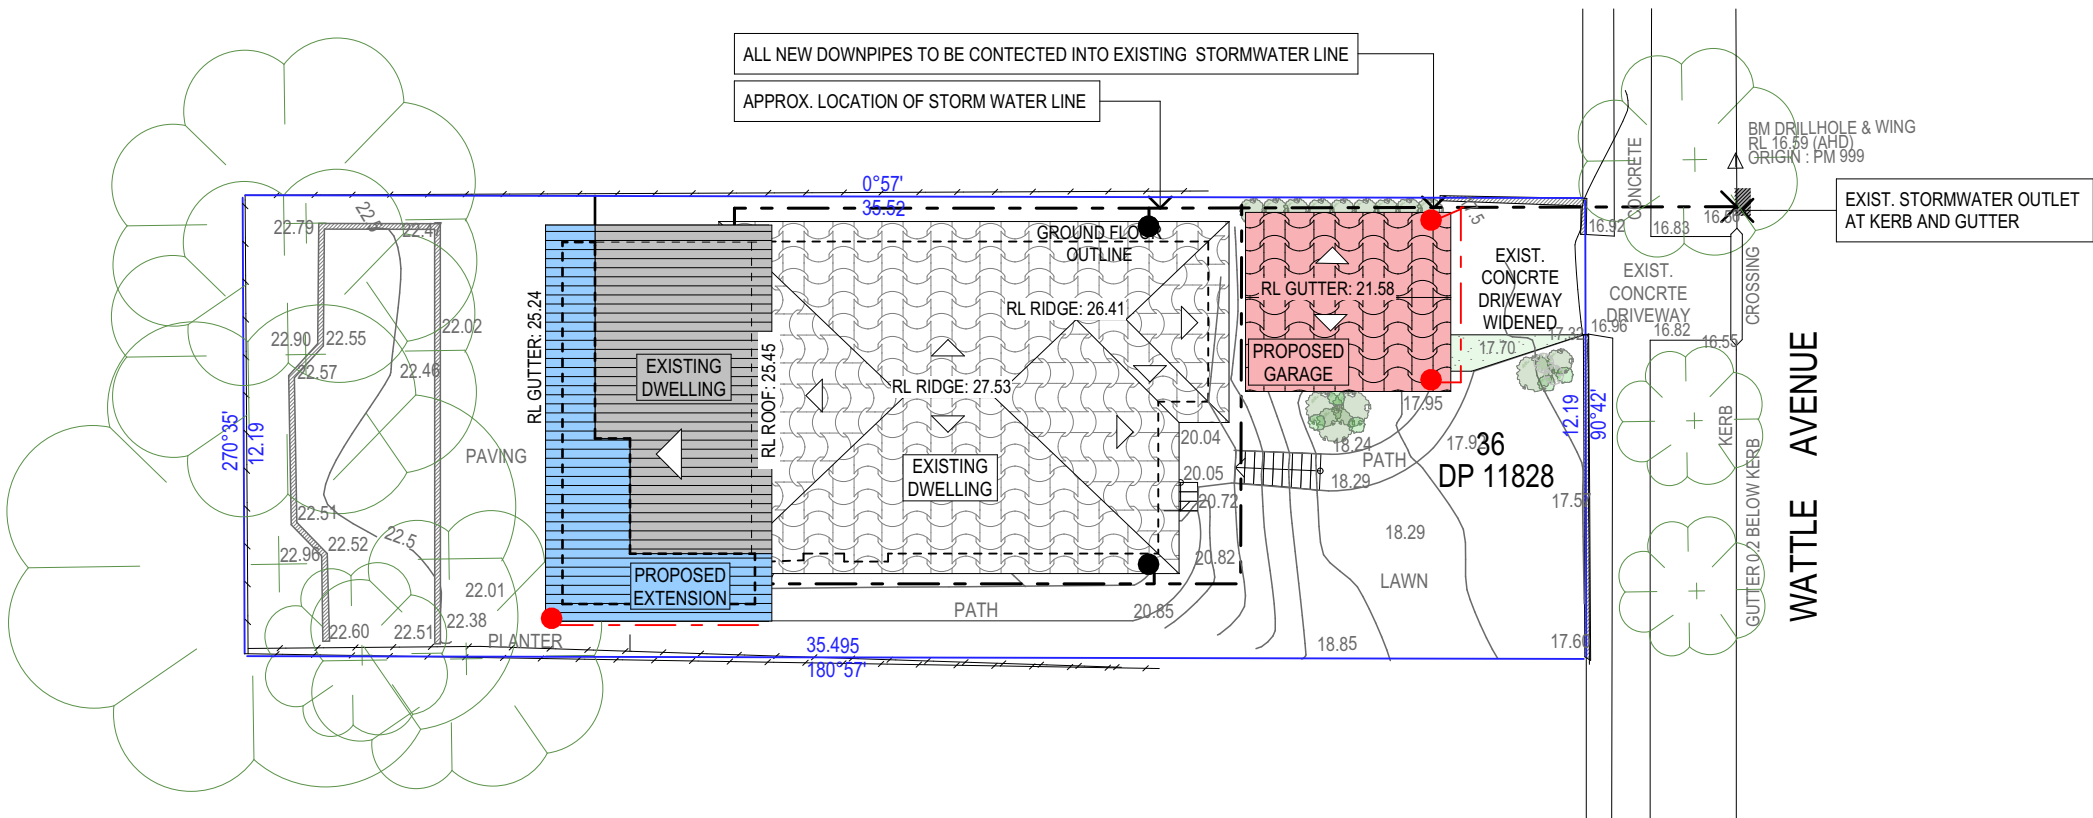 ALL NEW DOWNPIPES TO BE CONTECTED INTO EXISTING STORMWATER LINE
APPROX. LOCATION OF STORM WATER LINE
BM DRILLHOLE & WING
RL 16.59 (AHD)
ORIGIN : PM 999
EXIST. STORMWATER OUTLET
AT KERB AND GUTTER
CONCRETE
0°57'
35.52
22.79
22.5
22.47
GROUND FLOOR
OUTLINE
16.92
16.83
EXIST.
CONCRTE
DRIVEWAY
WIDENED
EXIST.
CONCRTE
DRIVEWAY
CROSSING
RL GUTTER: 25.24
RL GUTTER: 21.58
RL RIDGE: 26.41
22.90
22.55
22.02
22.57
22.46
EXISTING
DWELLING
RL ROOF: 25.45
RL RIDGE: 27.53
PROPOSED
GARAGE
17.70
17.32
16.96
16.82
16.55
17.95
270°35'
12.19
PAVING
EXISTING
DWELLING
20.04
20.05
20.72
20.82
20.85
18.24
PATH
18.29
36
DP 11828
12.19
90°42'
KERB
GUTTER 0.2 BELOW KERB
WATTLE AVENUE
22.51
22.52
22.5
22.96
22.01
22.38
22.60
22.51
PLANTER
PROPOSED
EXTENSION
PATH
18.29
LAWN
18.85
35.495
180°57'